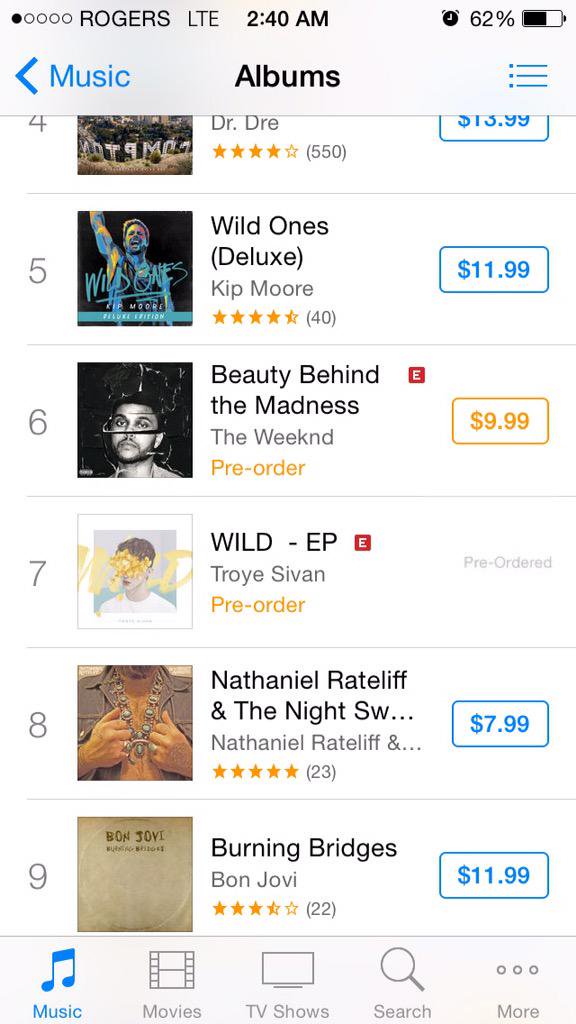 ROGERS LTE 2:40 AM 62%
Music Albums
4
Dr. Dre
(550)
$13.99
5
WILD ONES
KIP MOORE
DELUXE EDITION
Wild Ones
(Deluxe)
Kip Moore
(40)
$11.99
6
Beauty Behind E
the Madness
The Weeknd
Pre-order
$9.99
7
WILD
TROYE SIVAN
WILD - EP E
Troye Sivan
Pre-order
Pre-Ordered
8
Nathaniel Rateliff
& The Night Sw...
Nathaniel Rateliff &...
(23)
$7.99
9
BON JOVI
BURNING BRIDGES
Burning Bridges
Bon Jovi
(22)
$11.99
Music Movies TV Shows Search More